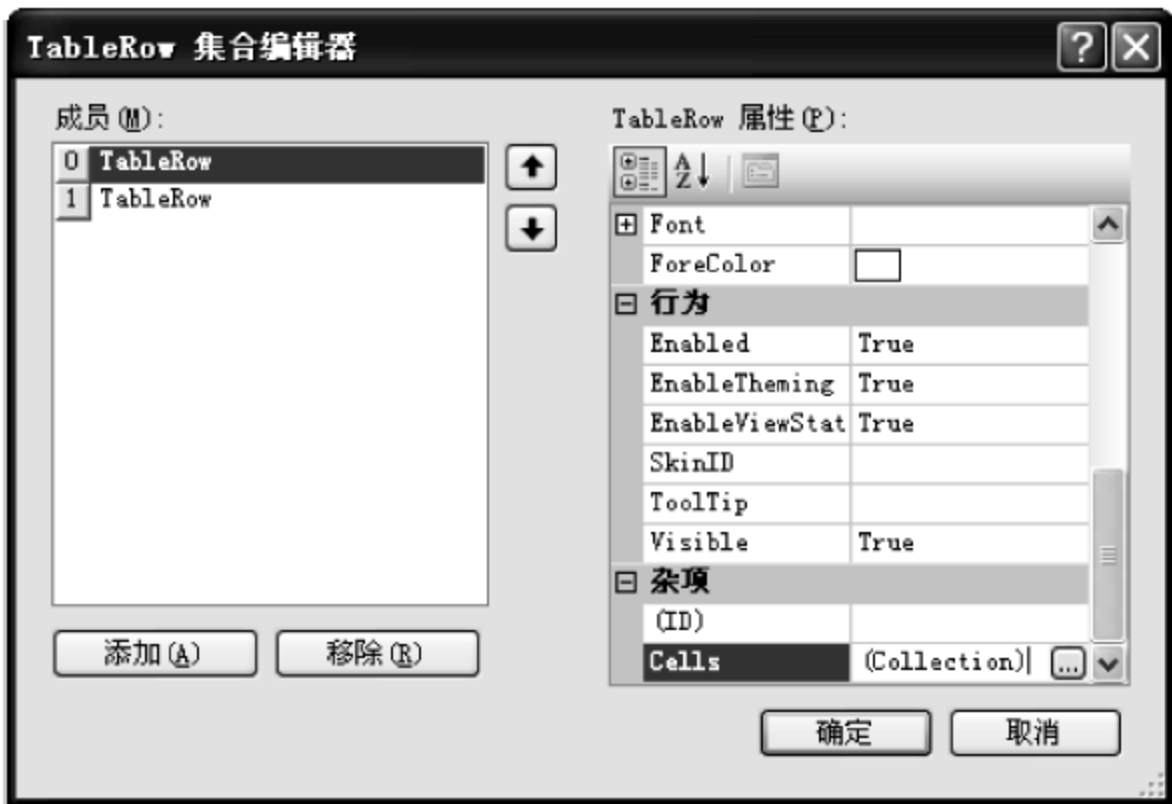 TableRow 集合编辑器
成员(M):
0 TableRow
1 TableRow
添加(A)
移除(R)
TableRow 属性(P):
Font
ForeColor
行为
Enabled True
EnableTheming True
EnableViewStat True
SkinID
ToolTip
Visible True
杂项
(ID)
Cells (Collection) ...
确定
取消